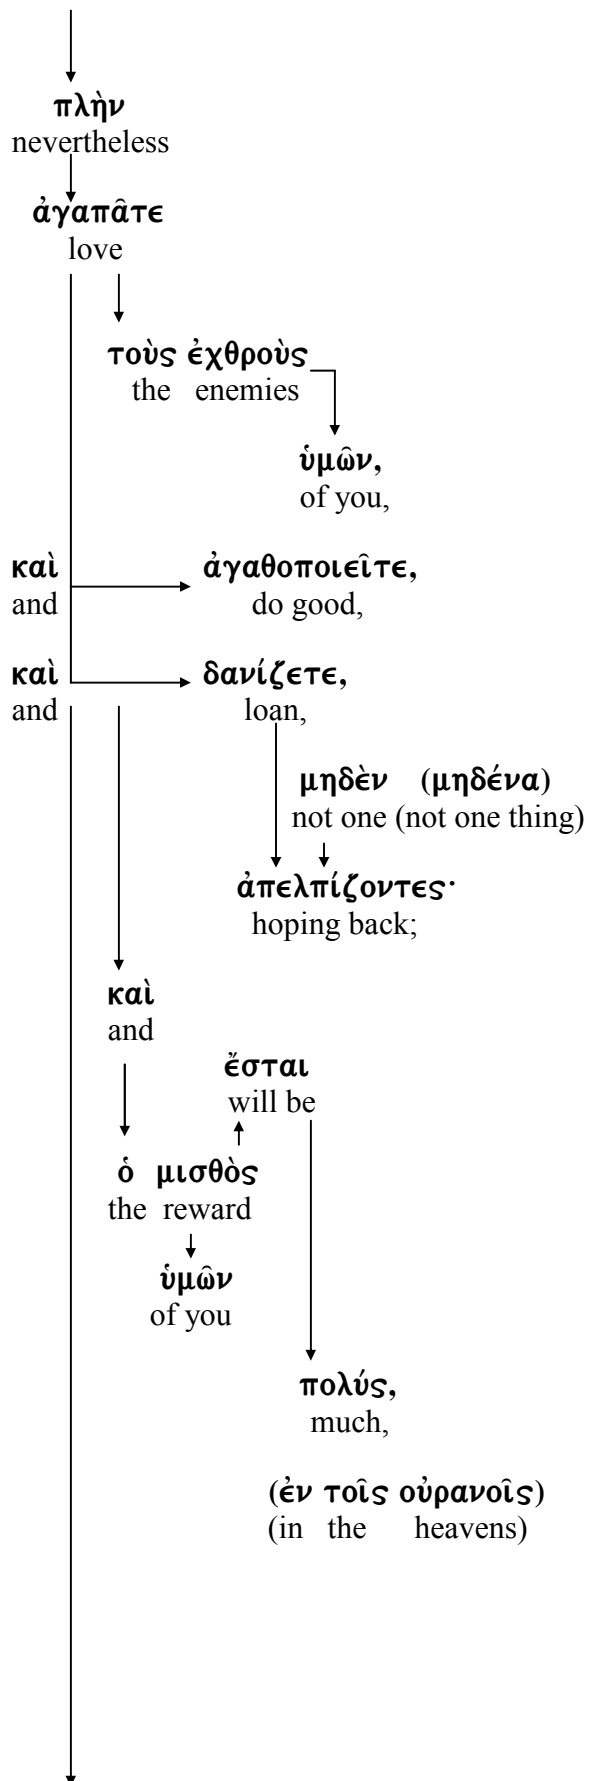 πλὴν
nevertheless
ἀγαπᾶτε
love
τοὺς ἐχθροὺς
the enemies
ὑμῶν,
of you,
καὶ ἀγαθοποιεῖτε,
and do good,
καὶ δανίζετε,
and loan,
μηδὲν (μηδένα)
not one (not one thing)
ἀπελπίζοντες·
hoping back;
καὶ
and
ἔσται
will be
ὁ μισθὸς
the reward
ὑμῶν
of you
πολύς,
much,
(ἐν τοῖς οὐρανοῖς)
(in the heavens)